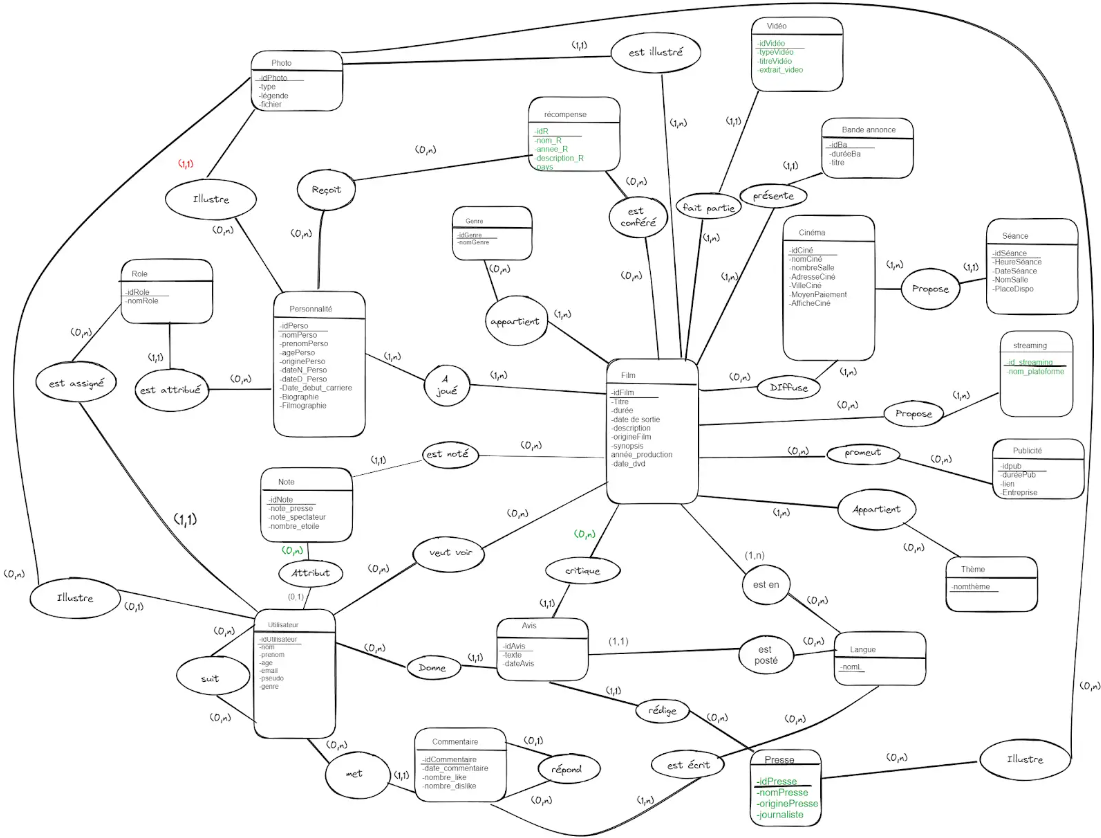 Vidéo
-idVidéo
-typeVidéo
-titreVidéo
-extrait_video
(1,1)
est illustré
Photo
-idPhoto
-type
-légende
-fichier
récompense
-idR
-nom_R
-année_R
-description_R
-pays
(1,n)
(1,1)
Bande annonce
-idBa
-duréeBa
-titre
(0,n)
(1,1)
(1,1)
Reçoit
(0,n)
Illustre
(0,n)
(0,n)
est
conféré
fait partie
présente
Genre
-idGenre
-nomGenre
(0,n)
(0,n)
(1,n)
(1,n)
Cinéma
-idCiné
-nomCiné
-nombreSalle
-AdresseCiné
-VilleCiné
-MoyenPaiement
-AfficheCiné
(1,n)
Propose
(1,1)
Séance
-idSéance
-HeureSéance
-DateSéance
-NomSalle
-PlaceDispo
Role
-idRole
-nomRole
Personnalité
-idPerso
-nomPerso
-prenomPerso
-agePerso
-originePerso
-dateN_Perso
-dateD_Perso
-Date_debut_carriere
-Biographie
-Filmographie
appartient
(1,n)
(0,n)
(1,1)
est assigné
est attribué
(0,n)
(1,n)
A
joué
(1,n)
Film
-idFilm
-Titre
-durée
-date de sortie
-description
-origineFilm
-synopsis
année_production
-date_dvd
(0,n)
DIffuse
(1,n)
streaming
-id_streaming
-nom_plateforme
(0,n)
Propose
(1,n)
(0,n)
promeut
(0,n)
Publicité
-idpub
-duréePub
-lien
-Entreprise
(1,1)
est noté
(0,n)
Note
-idNote
-note_presse
-note_spectateur
-nombre_etoile
(1,1)
(0,n)
(1,n)
Appartient
(0,n)
Thème
-nomthème
(0,n)
Attribut
(0,1)
(0,n)
veut voir
(0,n)
critique
(1,1)
(1,n)
est en
(0,n)
(0,n)
Illustre
(0,1)
Utilisateur
-idUtilisateur
-nom
-prenom
-age
-email
-pseudo
-genre
(0,n)
suit
(0,n)
(0,n)
Donne
(1,1)
Avis
-idAvis
-texte
-dateAvis
(1,1)
est
posté
(0,n)
Langue
-nomL
(1,1)
rédige
(0,n)
(0,n)
(0,n)
(0,n)
met
(1,1)
Commentaire
-idCommentaire
-date_commentaire
-nombre_like
-nombre_dislike
(0,1)
répond
(0,n)
est écrit
(1,n)
Presse
-idPresse
-nomPresse
-originePresse
-journaliste
(0,n)
Illustre